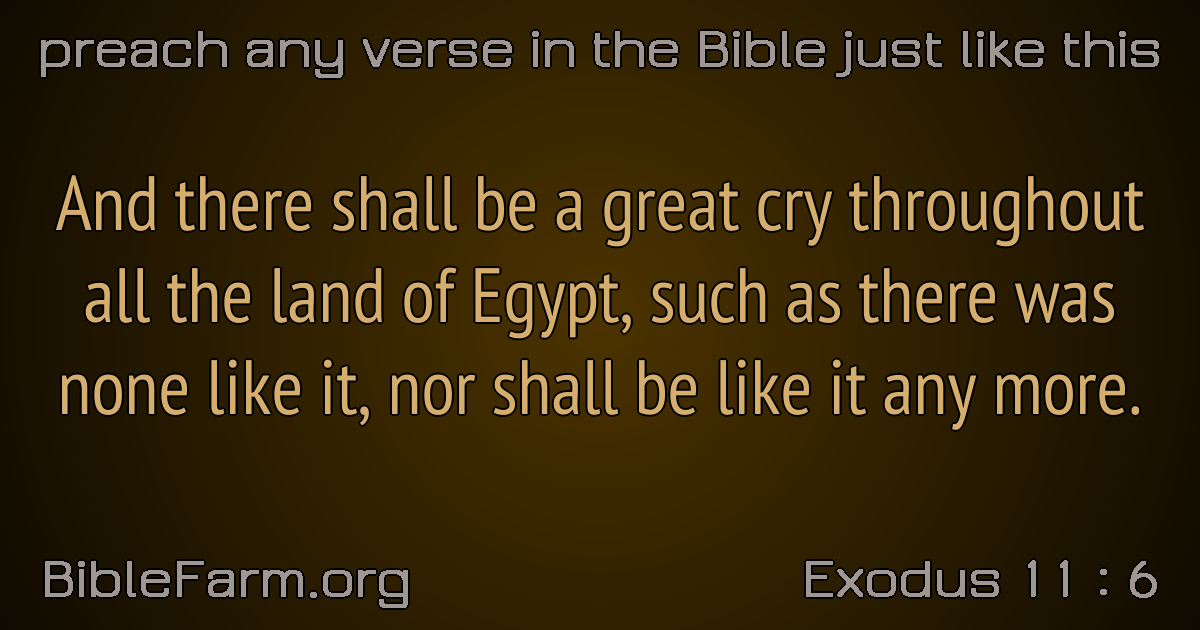 preach any verse in the Bible just like this
And there shall be a great cry throughout
all the land of Egypt, such as there was
none like it, nor shall be like it any more.
BibleFarm.org
Exodus 11 : 6